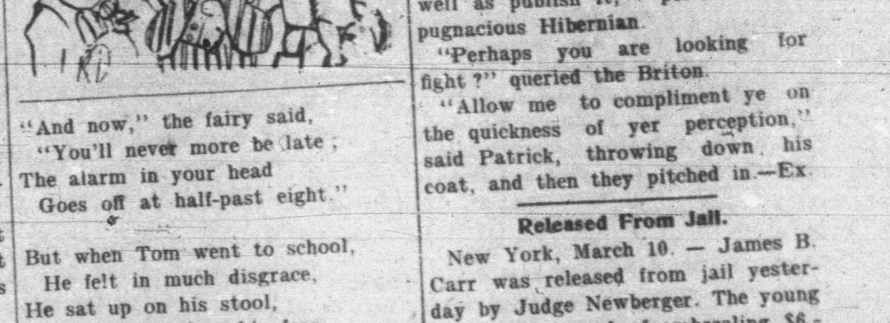 "And now," the fairy said,
"You'll never more be late ;
The alarm in your head
Goes off at half-past eight."
But when Tom went to school,
He felt in much disgrace,
He sat up on his stool,
well as publish it,
pugnacious Hibernian.
"Perhaps you are looking for
fight ?" queried the Briton.
"Allow me to compliment ye on
the quickness of yer perception,"
said Patrick, throwing down his
coat, and then they pitched in.—Ex.
Released From Jail.
New York, March 10. — James B.
Carr was released from jail yester-
day by Judge Newberger. The young